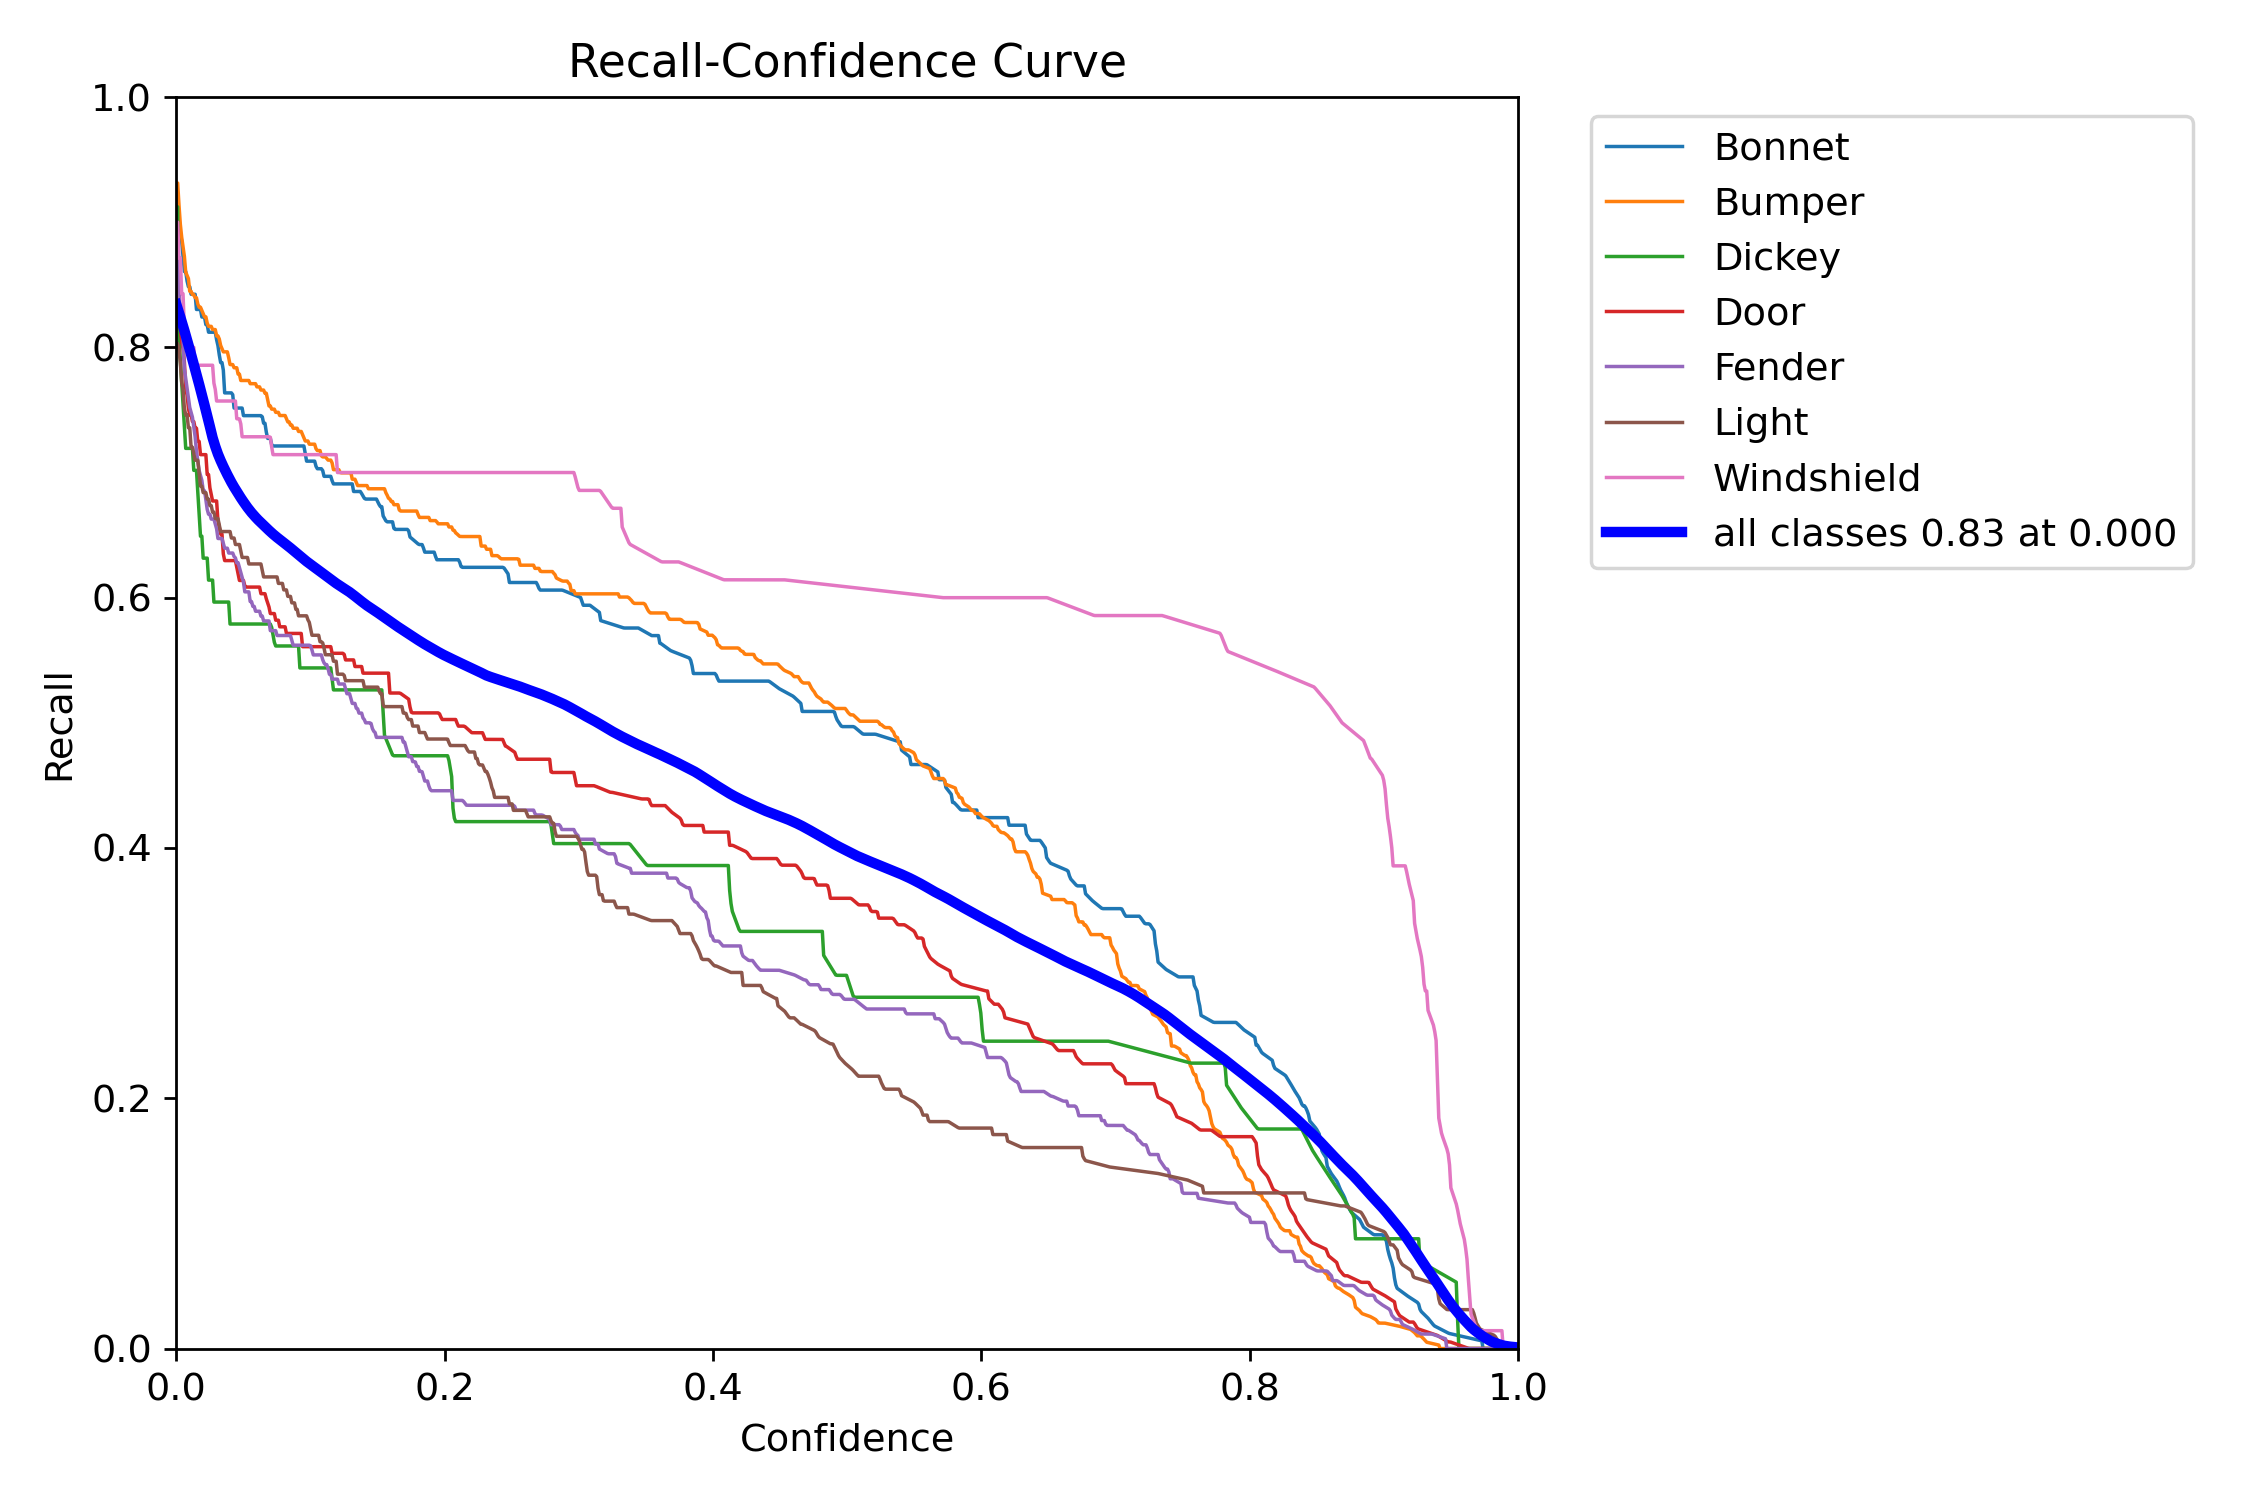 Recall-Confidence Curve
1.0
0.8
0.6
0.4
0.2
0.0
Recall
0.0 0.2 0.4 0.6 0.8 1.0
Confidence
Bonnet
Bumper
Dickey
Door
Fender
Light
Windshield
all classes 0.83 at 0.000